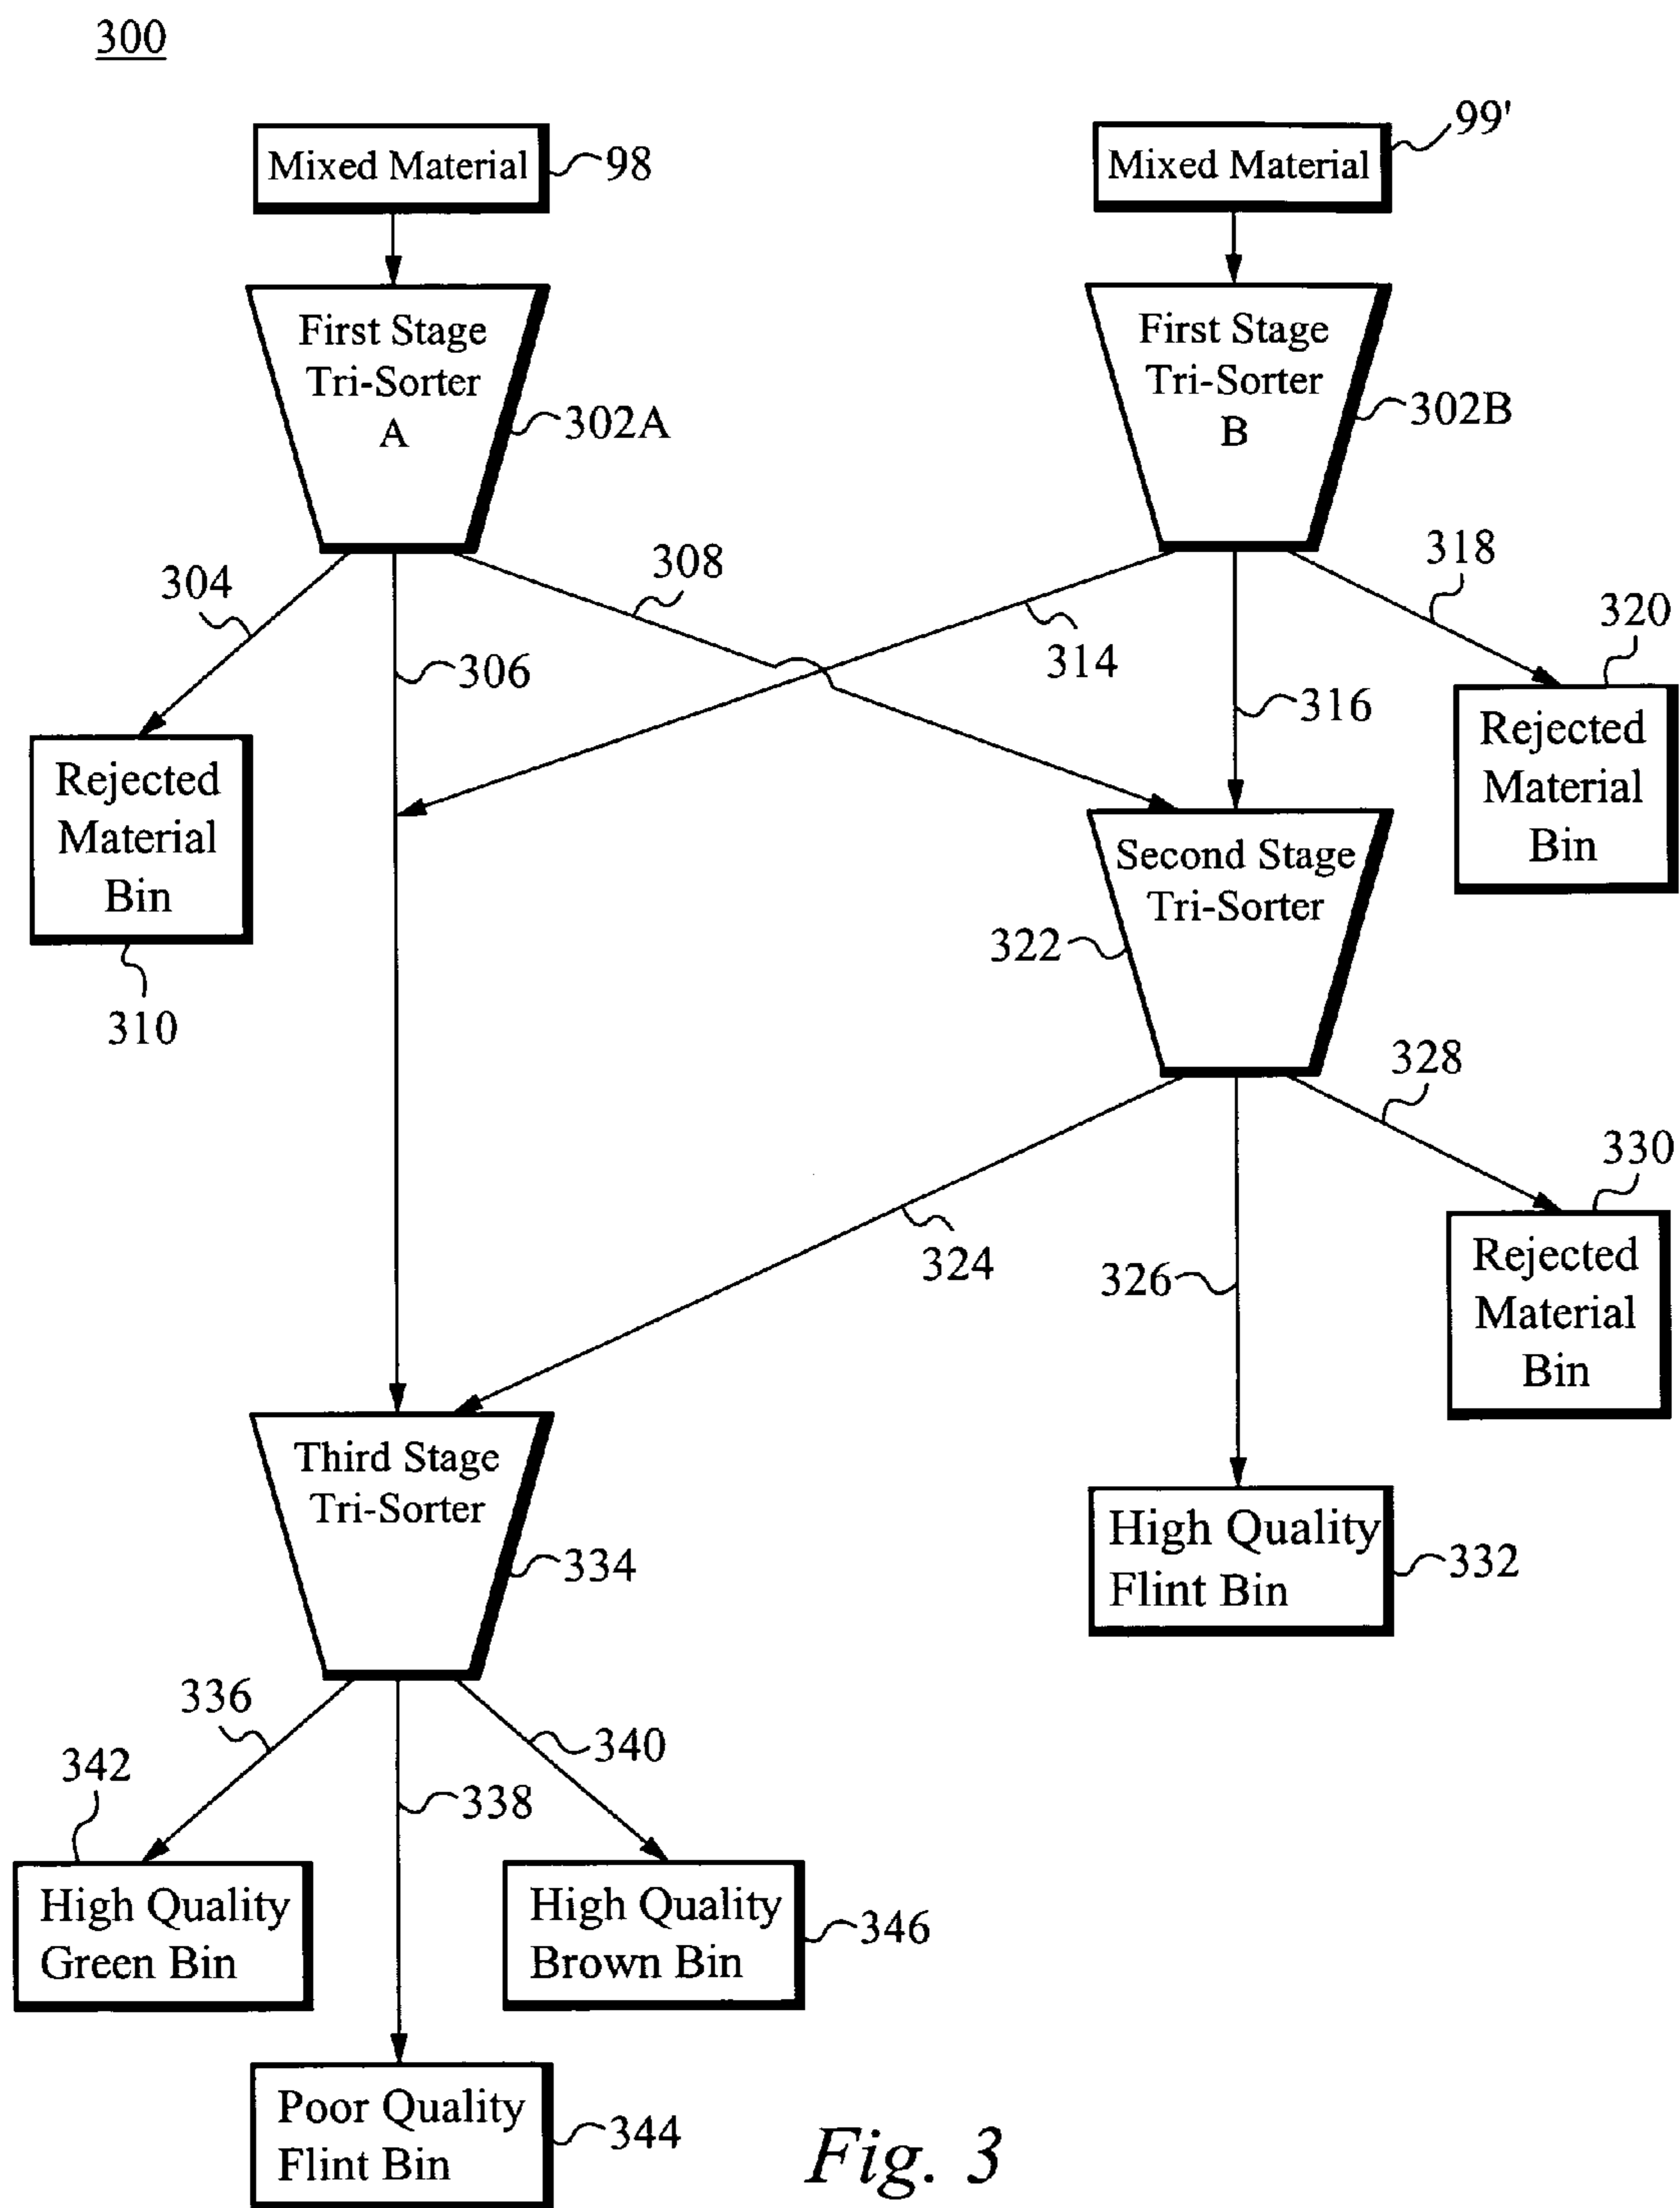 300
Mixed Material
98
Mixed Material
99'
First Stage
Tri-Sorter
A
302A
First Stage
Tri-Sorter
B
302B
304
308
306
314
318
316
320
Rejected
Material
Bin
310
Rejected
Material
Bin
Second Stage
Tri-Sorter
322
328
324
326
330
Rejected
Material
Bin
Third Stage
Tri-Sorter
334
High Quality
Flint Bin
332
336
340
342
338
High Quality
Green Bin
High Quality
Brown Bin
346
Poor Quality
Flint Bin
344
Fig. 3